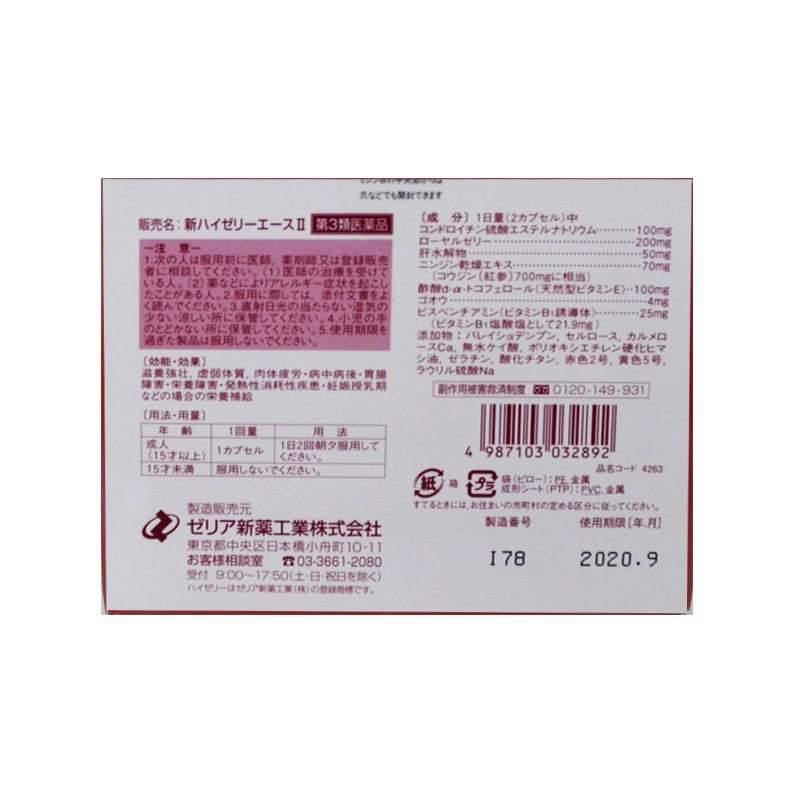 爪などでも開封できます
販売名：新ハイゼリーエースⅡ 第3類医薬品
ー注 意ー
1.次の人は服用前に医師、薬剤師又は登録販売
者に相談してください。（1）医師の治療を受けて
いる人。（2）薬などによりアレルギー症状を起こし
たことがある人。2.服用に際しては、添付文書をよ
く読んでください。3.直射日光の当たらない湿気の
少ない涼しい所に保管してください。4.小児の手
のとどかない所に保管してください。5.使用期限を
過ぎた製品は服用しないでください。
［効能・効果］
滋養強壮，虚弱体質，肉体疲労・病中病後・胃腸
障害・栄養障害・発熱性消耗性疾患・妊娠授乳期
などの場合の栄養補給
［用法・用量］
年 齢 1回量 用 法
成人
（15才以上） 1カプセル 1日2回朝夕服用して
ください。
15才未満 服用しないでください。
製造販売元
ゼリア新薬工業株式会社
東京都中央区日本橋小舟町10-11
お客様相談室 ☎03-3661-2080
受付 9:00〜17:50（土・日・祝日を除く）
ハイゼリーはゼリア新薬工業（株）の登録商標です。
［成 分］1日量（2カプセル）中
コンドロイチン硫酸エステルナトリウム………100mg
ローヤルゼリー………200mg
肝水解物………50mg
ニンジン乾燥エキス………70mg
（コウジン［紅参］700mgに相当）
酢酸d-α-トコフェロール（天然型ビタミンE）…100mg
ゴオウ………4mg
ビスベンチアミン（ビタミンB₁誘導体）………25mg
（ビタミンB₁塩酸塩として21.9mg）
添加物：バレイショデンプン、セルロース、カルメロ
ースCa、無水ケイ酸、ポリオキシエチレン硬化ヒマ
シ油、ゼラチン、酸化チタン、赤色2号、黄色5号、
ラウリル硫酸Na
副作用被害救済制度 0120-149-931
4 987103 032892
品名コード 4263
紙 箱 プラ 袋（ピロー）：PE,金属
成形シート（PTP）：PVC,金属
すてるときには、お住まいの市町村の定める区分に従ってください。
製造番号 使用期限［年.月］
I78 2020.9